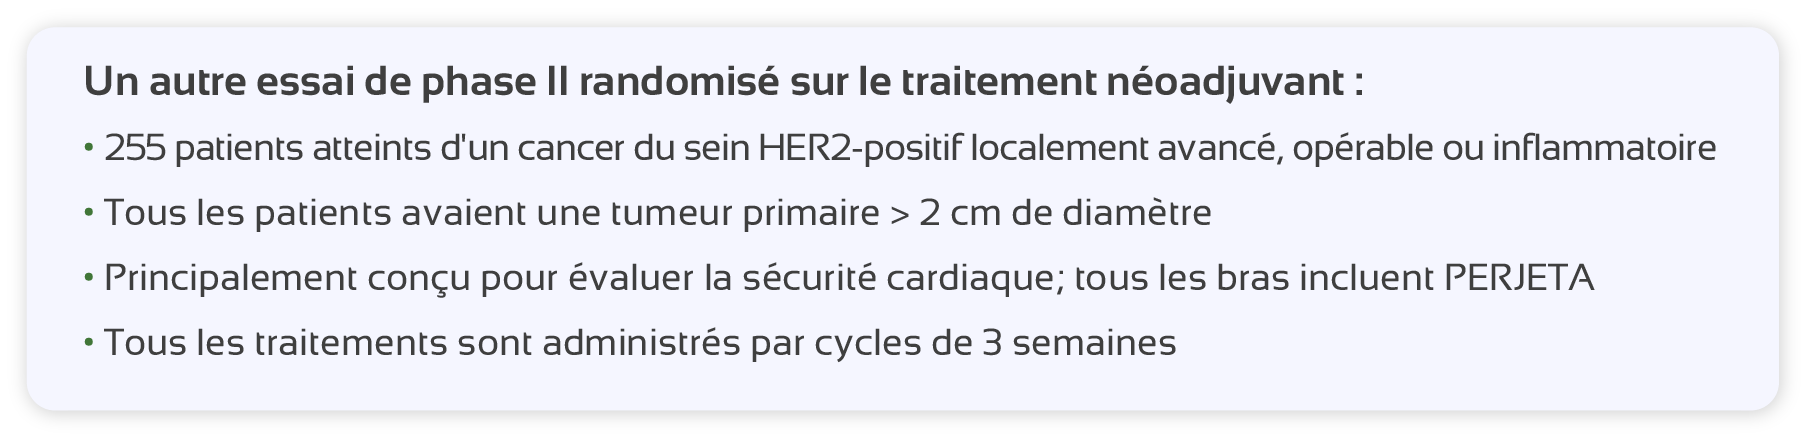 Un autre essai de phase II randomisé sur le traitement néoadjuvant :
• 255 patients atteints d'un cancer du sein HER2-positif localement avancé, opérable ou inflammatoire
• Tous les patients avaient une tumeur primaire > 2 cm de diamètre
• Principalement conçu pour évaluer la sécurité cardiaque; tous les bras incluent PERJETA
• Tous les traitements sont administrés par cycles de 3 semaines